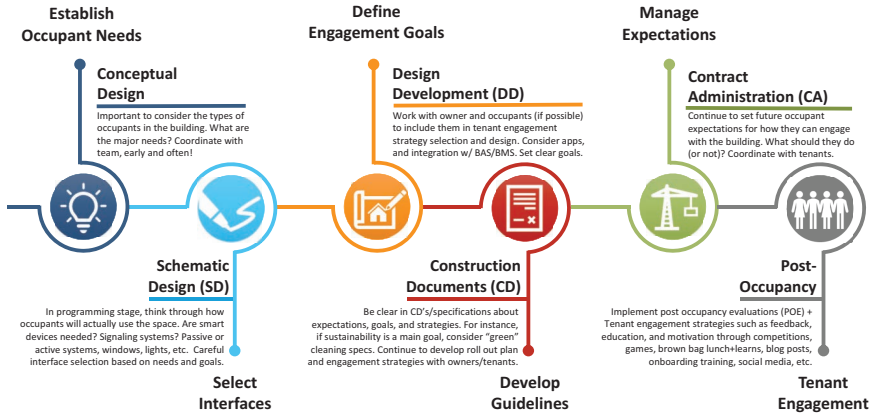 Establish
Occupant Needs
Conceptual
Design
Important to consider the types of
occupants in the building. What are
the major needs? Coordinate with
team, early and often!
Schematic
Design (SD)
In programming stage, think through how
occupants will actually use the space. Are smart
devices needed? Signaling systems? Passive or
active systems, windows, lights, etc. Careful
interface selection based on needs and goals.
Select
Interfaces
Define
Engagement Goals
Design
Development (DD)
Work with owner and occupants (if possible)
to include them in tenant engagement
strategy selection and design. Consider apps,
and integration w/ BAS/BMS. Set clear goals.
Construction
Documents (CD)
Be clear in CD's/specifications about
expectations, goals, and strategies. For instance,
if sustainability is a main goal, consider “green”
cleaning specs. Continue to develop roll out plan
and engagement strategies with owners/tenants.
Develop
Guidelines
Manage
Expectations
Contract
Administration (CA)
Continue to set future occupant
expectations for how they can engage
with the building. What should they do
(or not)? Coordinate with tenants.
Post-
Occupancy
Implement post occupancy evaluations (POE) +
Tenant engagement strategies such as feedback,
education, and motivation through competitions,
games, brown bag lunch+learns, blog posts,
onboarding training, social media, etc.
Tenant
Engagement